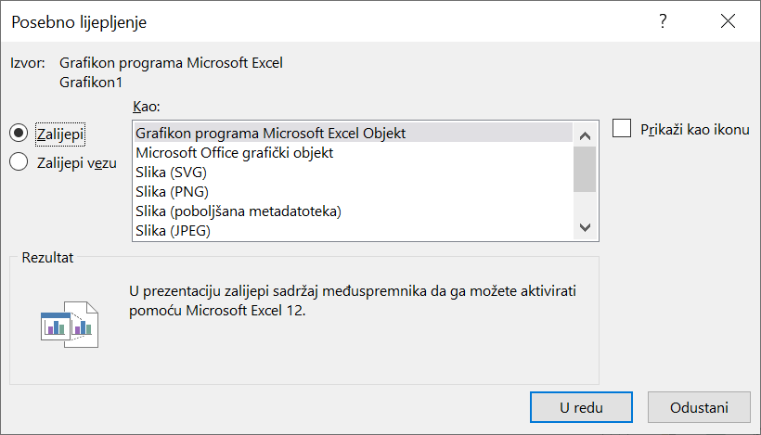 Posebno lijepljenje
?
Izvor: Grafikon programa Microsoft Excel
Grafikon1
Kao:
Zalijepi
Zalijepi vezu
Grafikon programa Microsoft Excel Objekt
Microsoft Office grafički objekt
Slika (SVG)
Slika (PNG)
Slika (poboljšana metadatoteka)
Slika (JPEG)
Prikaži kao ikonu
Rezultat
U prezentaciju zalijepi sadržaj međuspremnika da ga možete aktivirati
pomoću Microsoft Excel 12.
U redu
Odustani